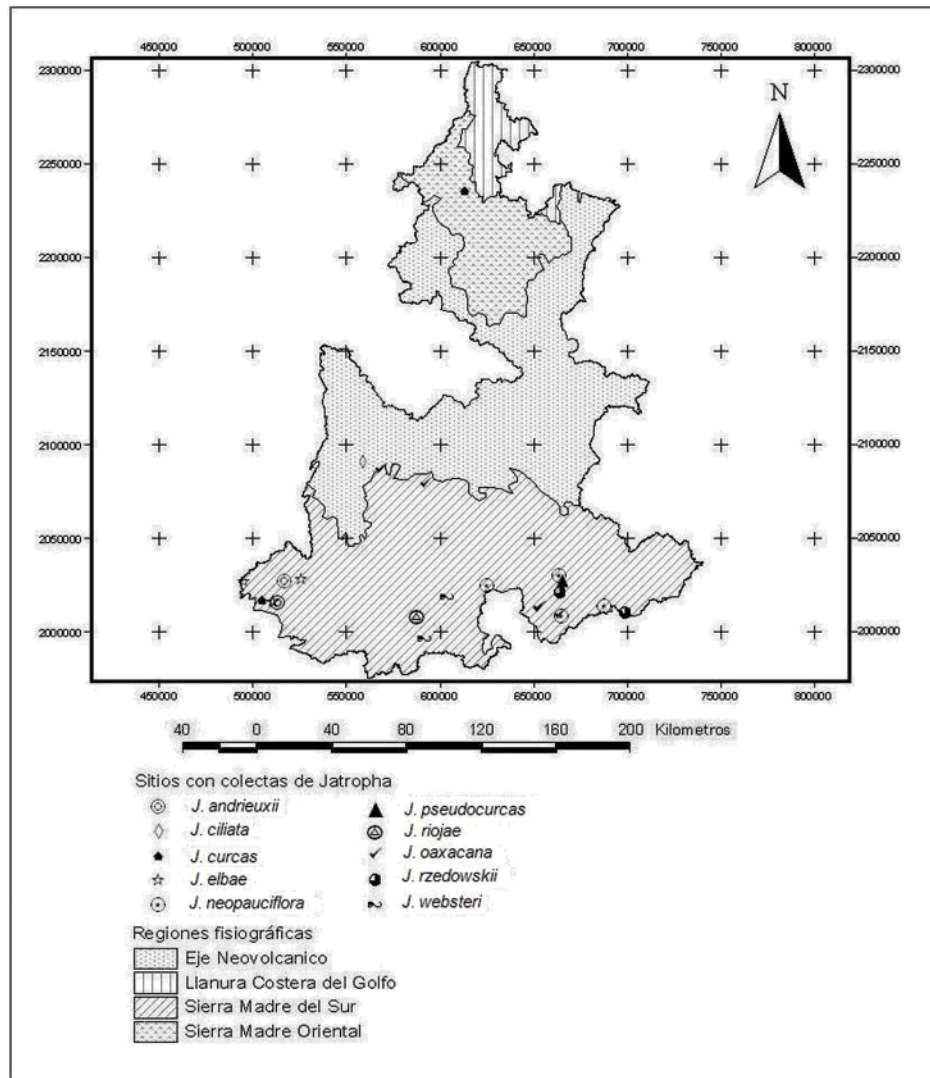 450000 500000 550000 600000 650000 700000 750000 800000
2300000 2300000
N
2250000 2250000
2200000 2200000
2150000 2150000
2100000 2100000
2050000 2050000
2000000 2000000
450000 500000 550000 600000 650000 700000 750000 800000
40 0 40 80 120 160 200 Kilometros
Sitios con colectas de Jatropha
J. andrieuxii
J. ciliata
J. curcas
J. elbae
J. neopauciflora
J. pseudocurcas
J. riojae
J. oaxacana
J. rzedowskii
J. websteri
Regiones fisiográficas
Eje Neovolcanico
Llanura Costera del Golfo
Sierra Madre del Sur
Sierra Madre Oriental